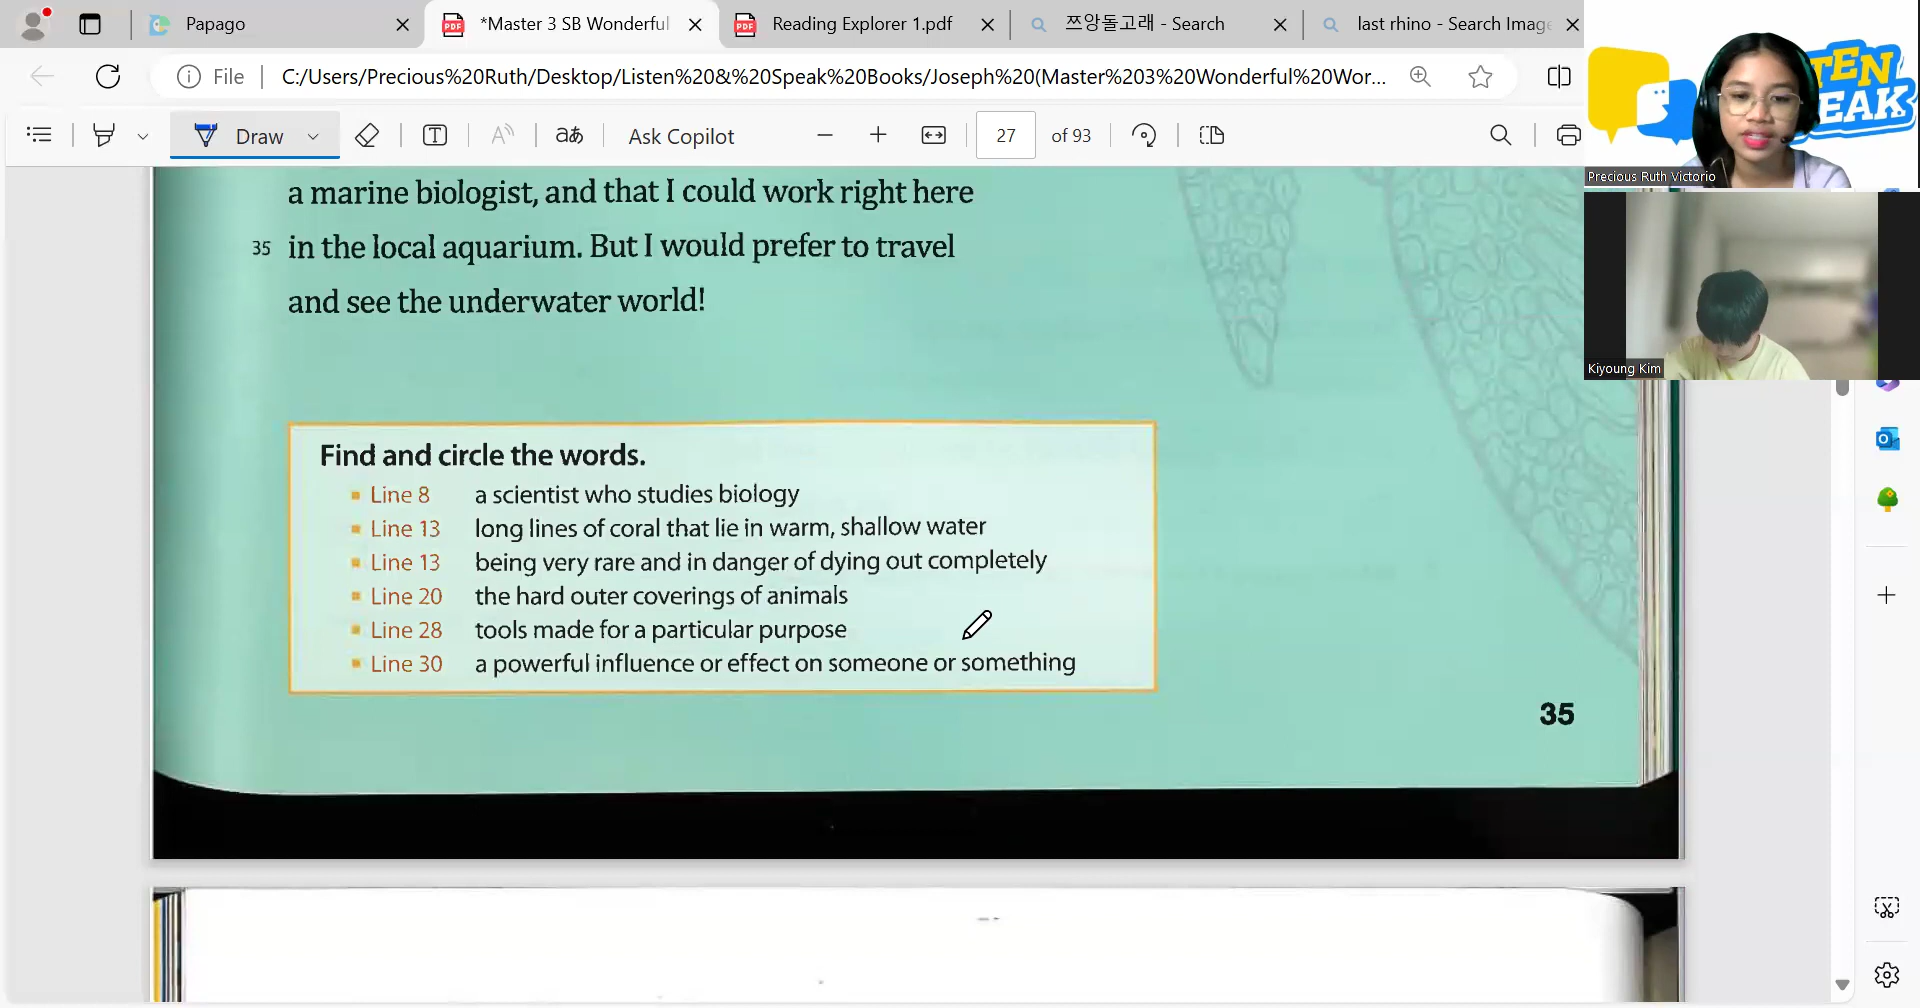 Papago
*Master 3 SB Wonderful
Reading Explorer 1.pdf
쯔앙돌고래 - Search
last rhino - Search Image
File
C:/Users/Precious%20Ruth/Desktop/Listen%20&%20Speak%20Books/Joseph%20(Master%203%20Wonderful%20Wor...
Draw
Ask Copilot
27 of 93
TEN
PEAK
Precious Ruth Victorio
Kiyoung Kim
a marine biologist, and that I could work right here
35 in the local aquarium. But I would prefer to travel
and see the underwater world!
Find and circle the words.
Line 8 a scientist who studies biology
Line 13 long lines of coral that lie in warm, shallow water
Line 13 being very rare and in danger of dying out completely
Line 20 the hard outer coverings of animals
Line 28 tools made for a particular purpose
Line 30 a powerful influence or effect on someone or something
35